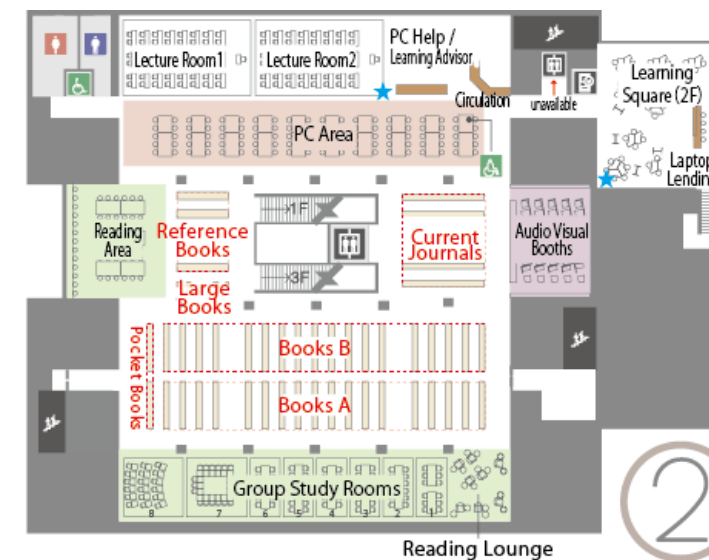 Lecture Room1
Lecture Room2
PC Help /
Learning Advisor
Circulation
unavailable
Learning
Square (2F)
Laptop
Lendin
PC Area
Reading
Area
Reference
Books
Large
Books
1F
3F
Current
Journals
Audio Visual
Booths
Pocket Books
Books B
Books A
Group Study Rooms
8 7 6 5 4 3 2 1
Reading Lounge
2